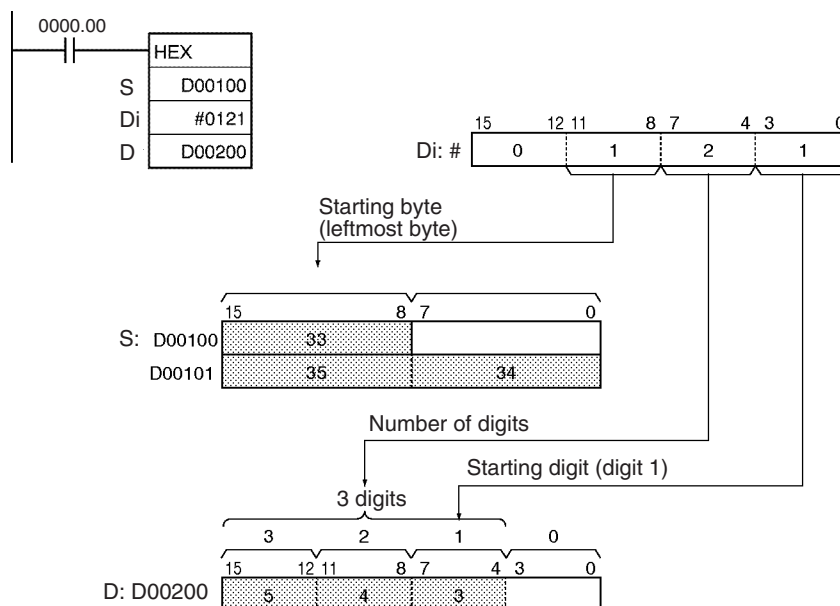 0000.00
HEX
S D00100
Di #0121
D D00200
15 12 11 8 7 4 3 0
Di: # 0 1 2 1
Starting byte
(leftmost byte)
15 8 7 0
S: D00100 33
D00101 35 34
Number of digits
Starting digit (digit 1)
3 digits
3 2 1 0
15 12 11 8 7 4 3 0
D: D00200 5 4 3